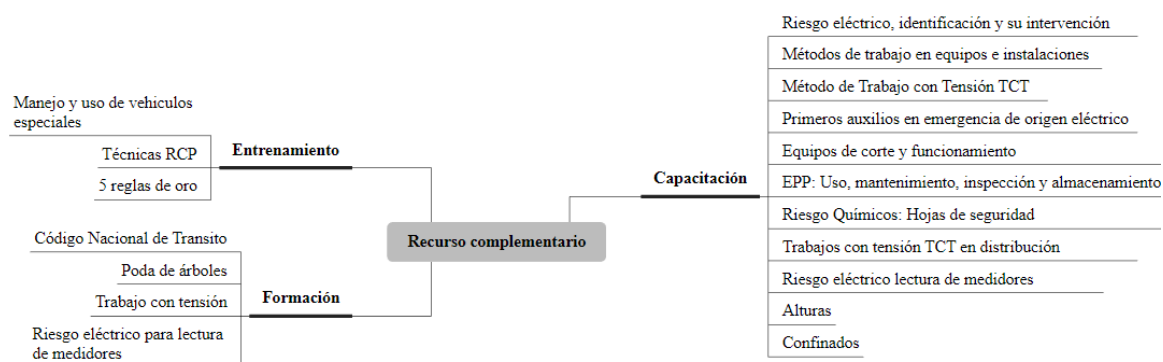 Manejo y uso de vehículos
especiales
Técnicas RCP
5 reglas de oro
Entrenamiento
Código Nacional de Transito
Poda de árboles
Trabajo con tensión
Riesgo eléctrico para lectura
de medidores
Formación
Recurso complementario
Capacitación
Riesgo eléctrico, identificación y su intervención
Métodos de trabajo en equipos e instalaciones
Método de Trabajo con Tensión TCT
Primeros auxilios en emergencia de origen eléctrico
Equipos de corte y funcionamiento
EPP: Uso, mantenimiento, inspección y almacenamiento
Riesgo Químicos: Hojas de seguridad
Trabajos con tensión TCT en distribución
Riesgo eléctrico lectura de medidores
Alturas
Confinados